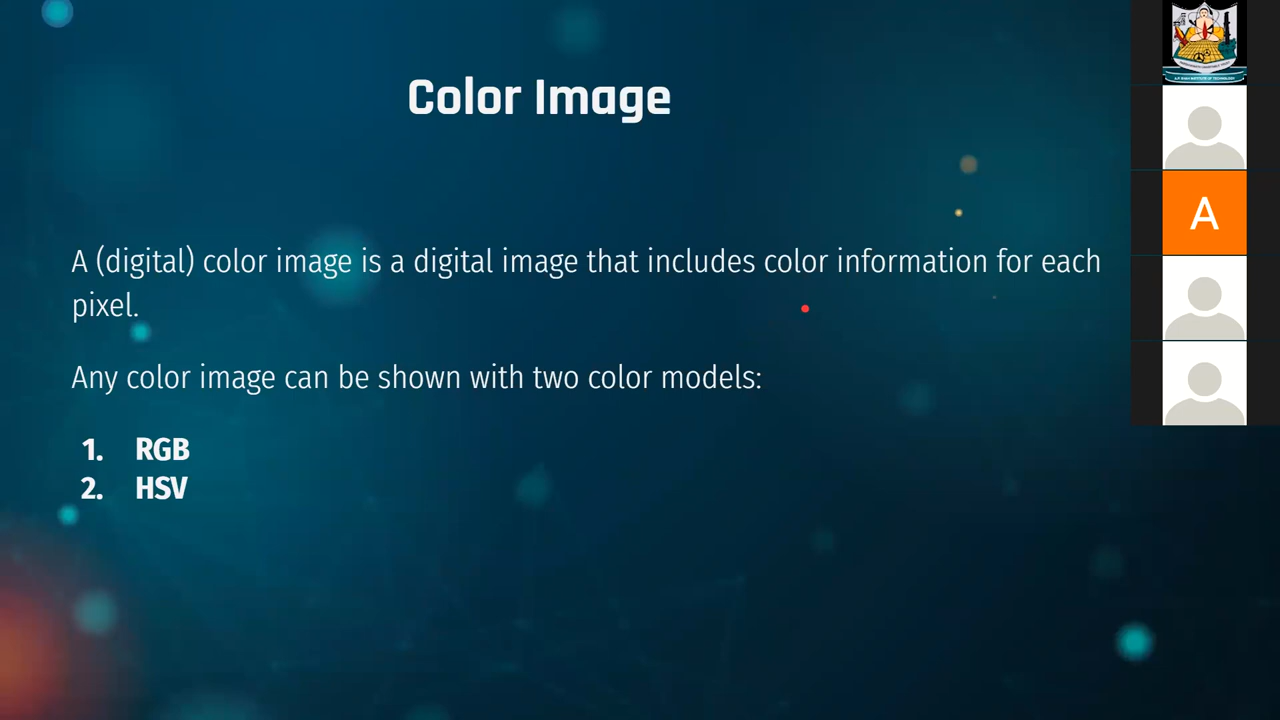 Color Image
A (digital) color image is a digital image that includes color information for each
pixel.
Any color image can be shown with two color models:
1. RGB
2. HSV
A